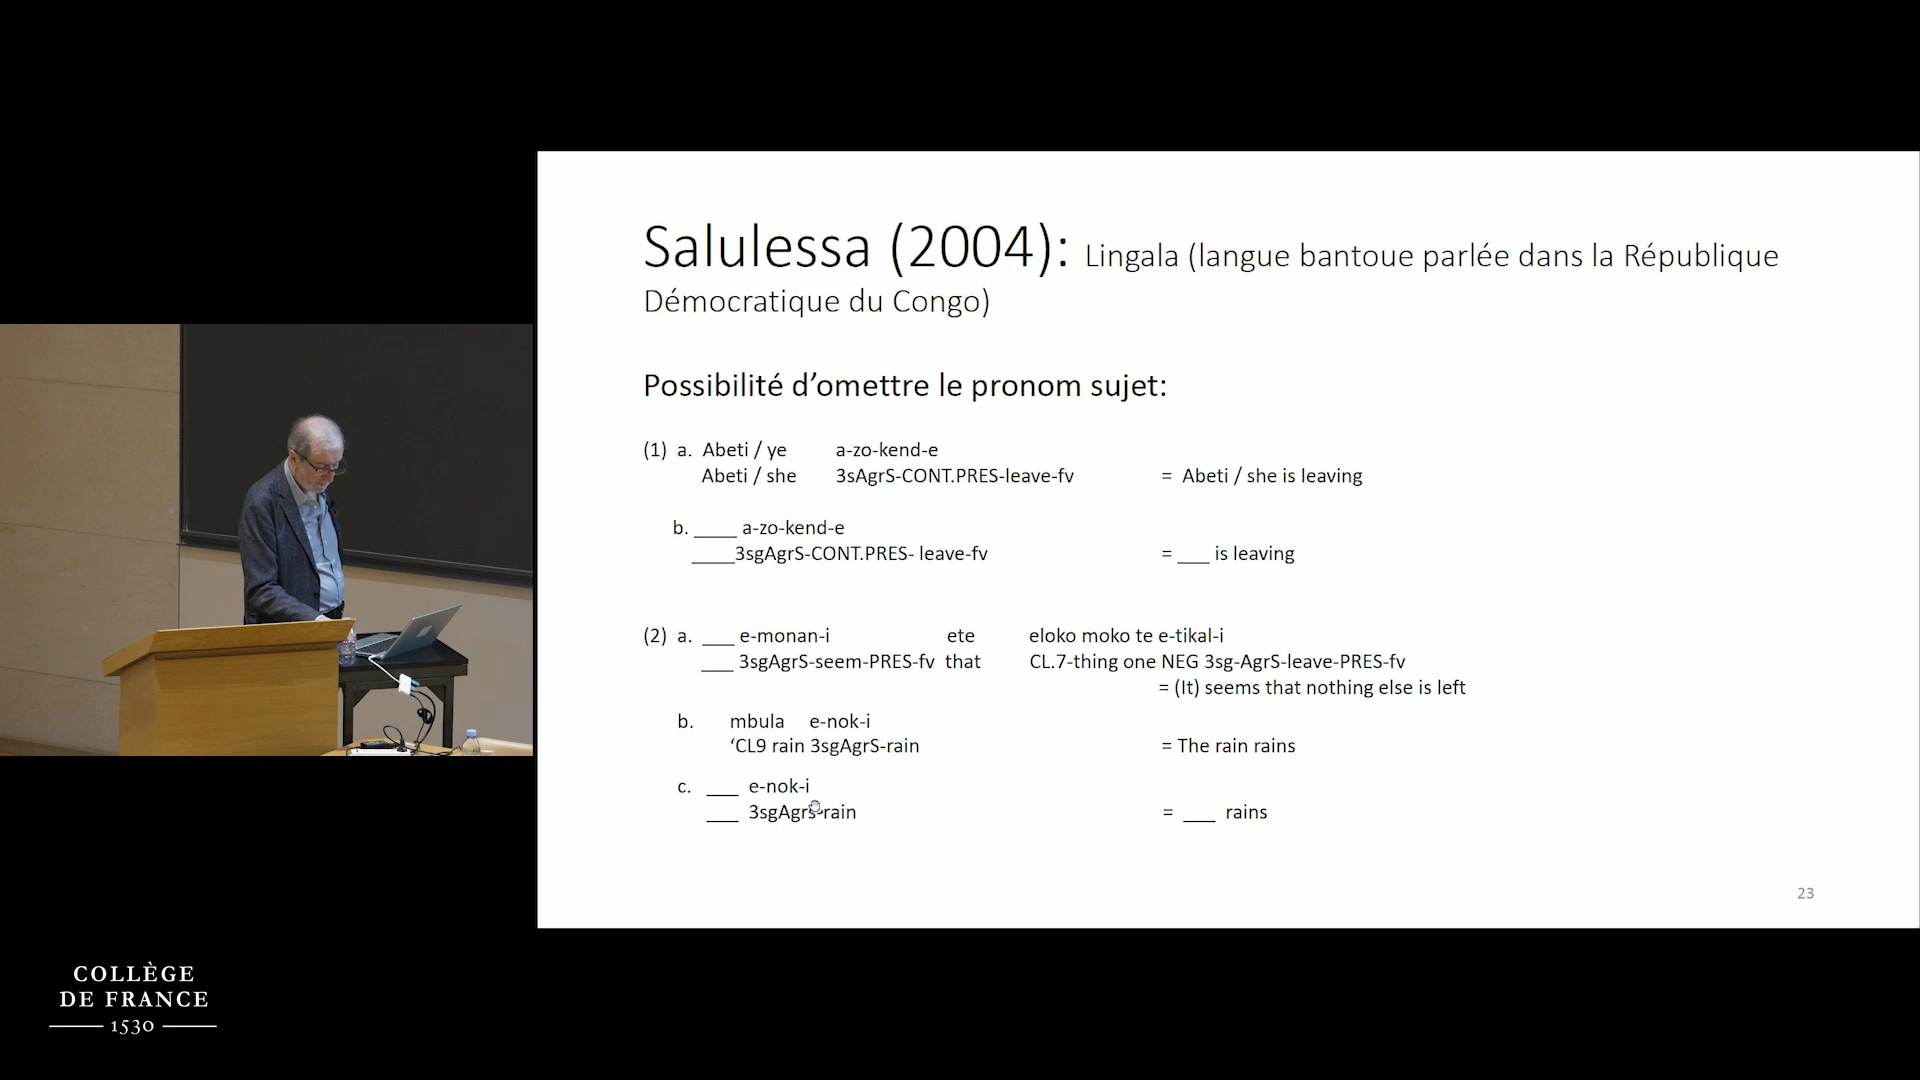 Salulessa (2004): Lingala (langue bantoue parlée dans la République
Démocratique du Congo)
Possibilité d’omettre le pronom sujet:
(1) a. Abeti / ye a-zo-kend-e
Abeti / she 3sAgrS-CONT.PRES-leave-fv = Abeti / she is leaving
b. ____ a-zo-kend-e
____3sgAgrS-CONT.PRES- leave-fv = ___ is leaving
(2) a. ___ e-monan-i ete eloko moko te e-tikal-i
___ 3sgAgrS-seem-PRES-fv that CL.7-thing one NEG 3sg-AgrS-leave-PRES-fv
= (It) seems that nothing else is left
b. mbula e-nok-i
‘CL9 rain 3sgAgrS-rain = The rain rains
c. ___ e-nok-i
___ 3sgAgrs-rain = ___ rains
23
COLLÈGE
DE FRANCE
1530